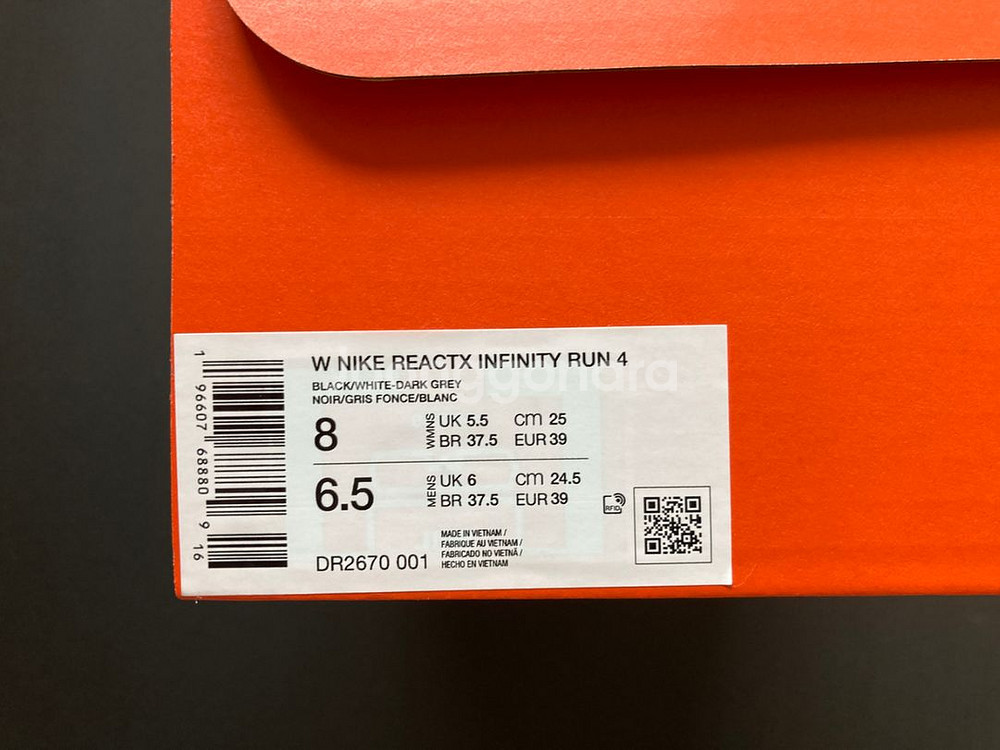 W NIKE REACTX INFINITY RUN 4
BLACK/WHITE-DARK GREY
NOIR/GRIS FONCE/BLANC
8 WMNS UK 5.5 cm 25
BR 37.5 EUR 39
6.5 MENS UK 6 cm 24.5
BR 37.5 EUR 39
RFID
DR2670 001
MADE IN VIETNAM /
FABRIQUE AU VIETNAM /
FABRICADO NO VIETNÃ /
HECHO EN VIETNAM
1 96607 68880 9 16